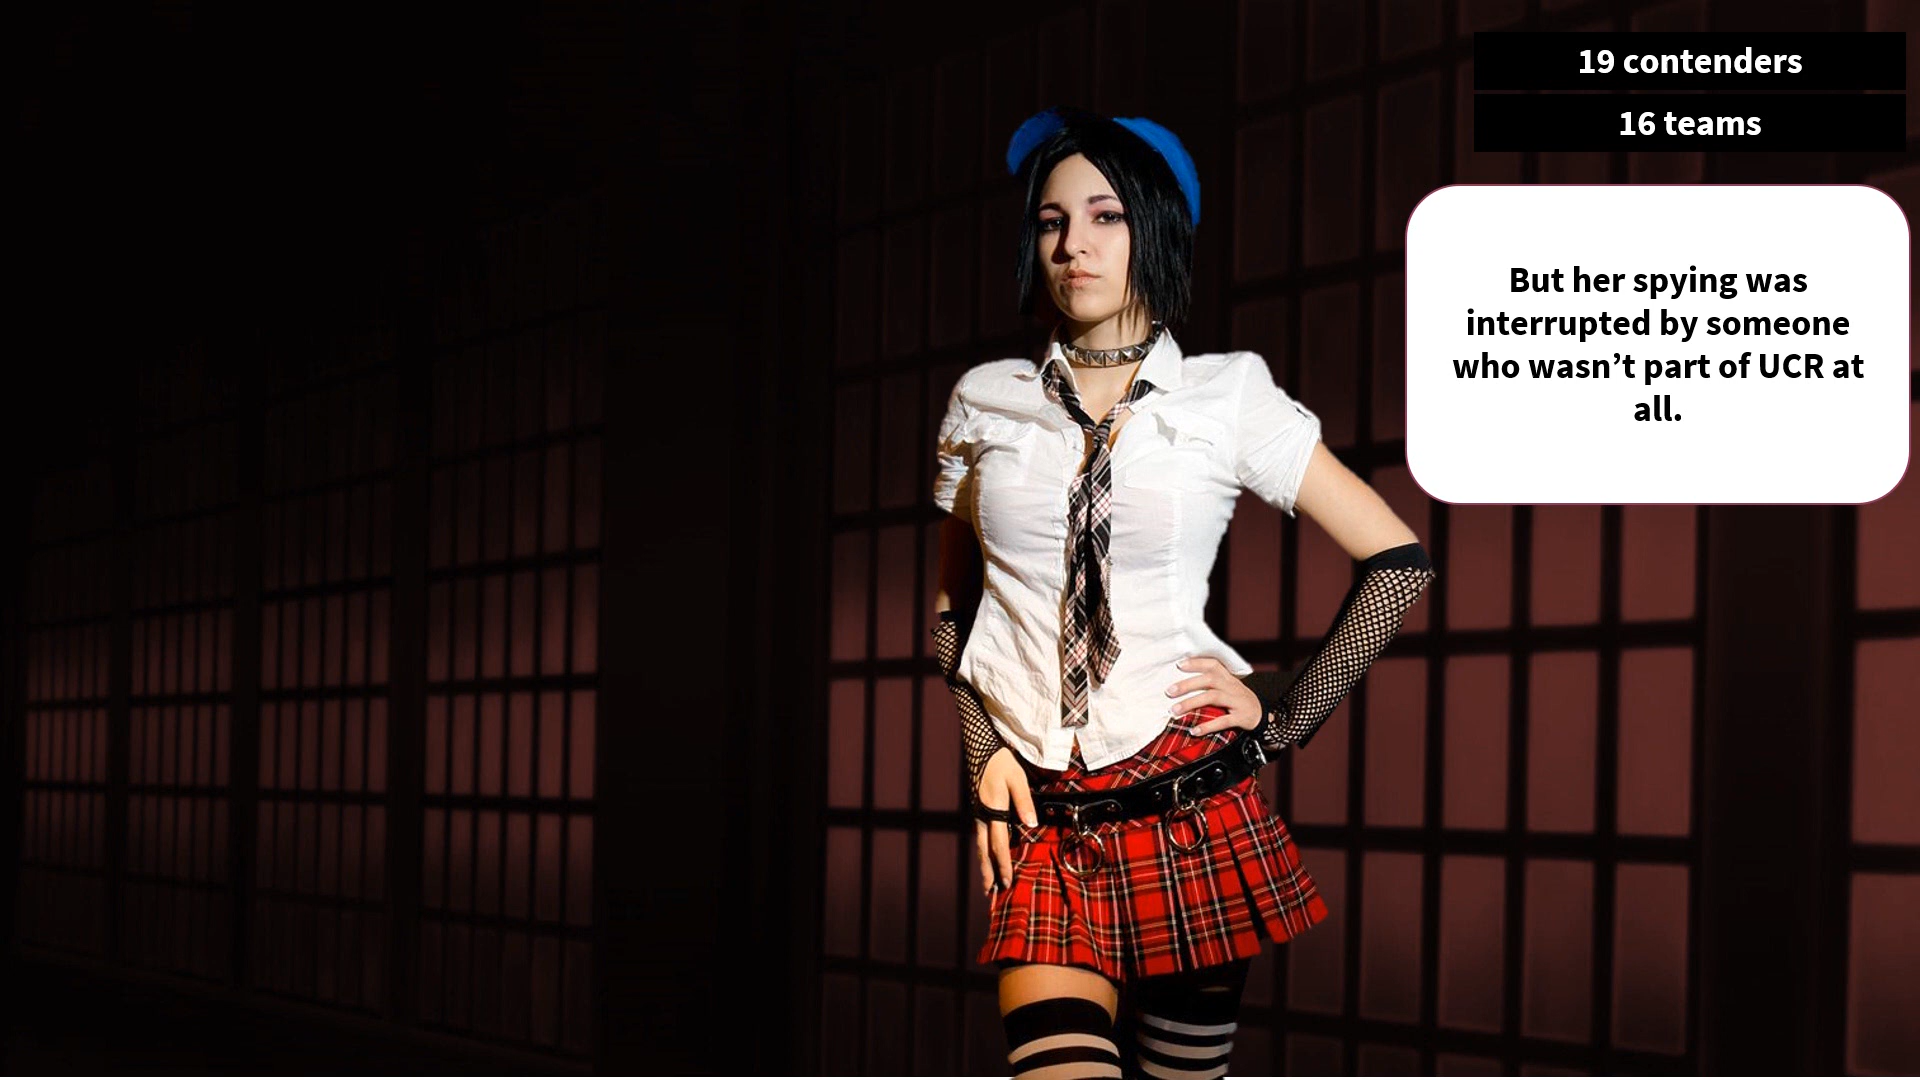 19 contenders
16 teams
But her spying was
interrupted by someone
who wasn’t part of UCR at
all.